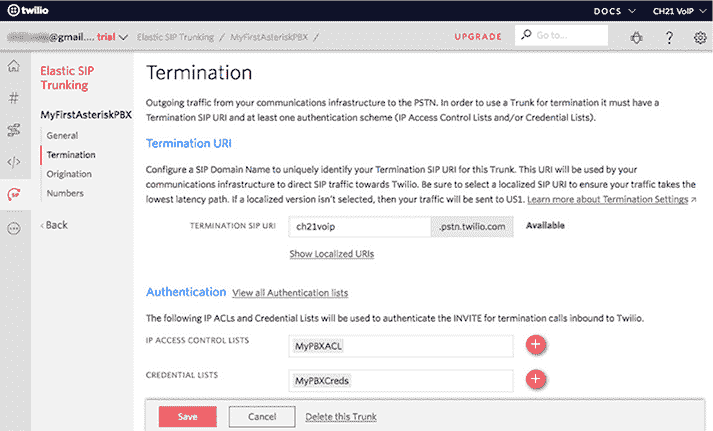 twilio DOCS CH21 VoIP
@gmail.... trial Elastic SIP Trunking / MyFirstAsteriskPBX / UPGRADE Go to...
Elastic SIP
Trunking
MyFirstAsteriskPBX
General
Termination
Origination
Numbers
‹ Back
Termination
Outgoing traffic from your communications infrastructure to the PSTN. In order to use a Trunk for termination it must have a
Termination SIP URI and at least one authentication scheme (IP Access Control Lists and/or Credential Lists).
Termination URI
Configure a SIP Domain Name to uniquely identify your Termination SIP URI for this Trunk. This URI will be used by your
communications infrastructure to direct SIP traffic towards Twilio. Be sure to select a localized SIP URI to ensure your traffic takes the
lowest latency path. If a localized version isn't selected, then your traffic will be sent to US1. Learn more about Termination Settings
TERMINATION SIP URI ch21voip .pstn.twilio.com Available
Show Localized URIs
Authentication View all Authentication lists
The following IP ACLs and Credential Lists will be used to authenticate the INVITE for termination calls inbound to Twilio.
IP ACCESS CONTROL LISTS MyPBXACL
CREDENTIAL LISTS MyPBXCreds
Save Cancel Delete this Trunk